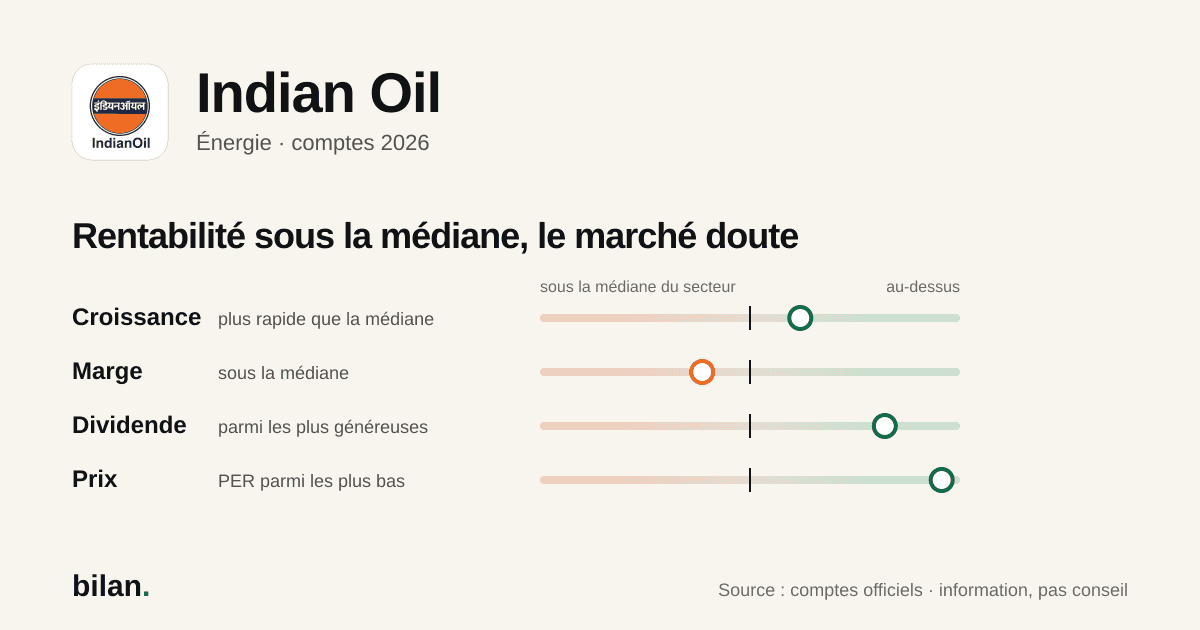 इंडियनऑयल
IndianOil
Indian Oil
Énergie · comptes 2026
Rentabilité sous la médiane, le marché doute
sous la médiane du secteur au-dessus
Croissance plus rapide que la médiane
Marge sous la médiane
Dividende parmi les plus généreuses
Prix PER parmi les plus bas
bilan.
Source : comptes officiels · information, pas conseil